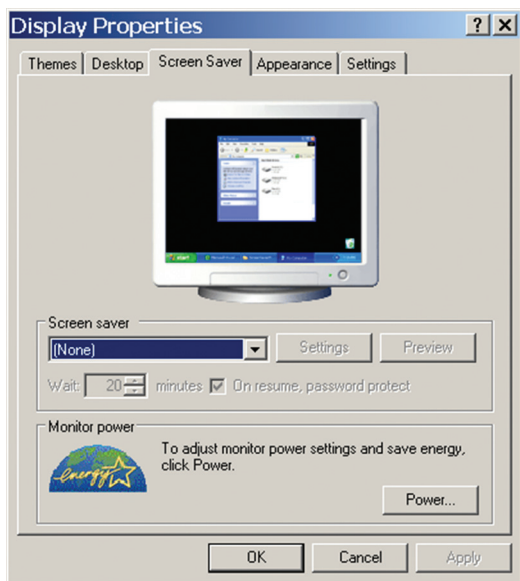 Display Properties
Themes Desktop Screen Saver Appearance Settings
start
Screen saver
(None) Settings Preview
Wait: 20 minutes On resume, password protect
Monitor power
energy
To adjust monitor power settings and save energy,
click Power.
Power...
OK Cancel Apply